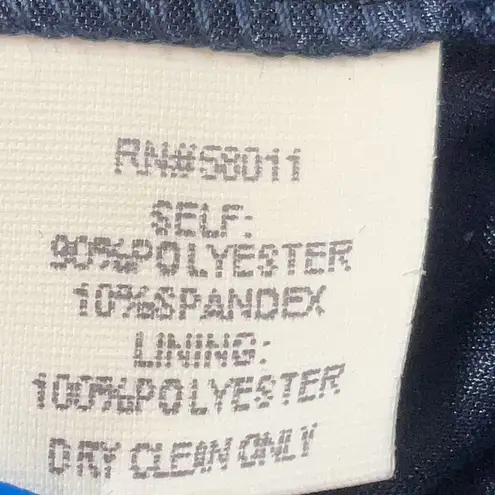 RN#58011
SELF:
90%POLYESTER
10%SPANDEX
LINING:
100%POLYESTER
DRY CLEAN ONLY